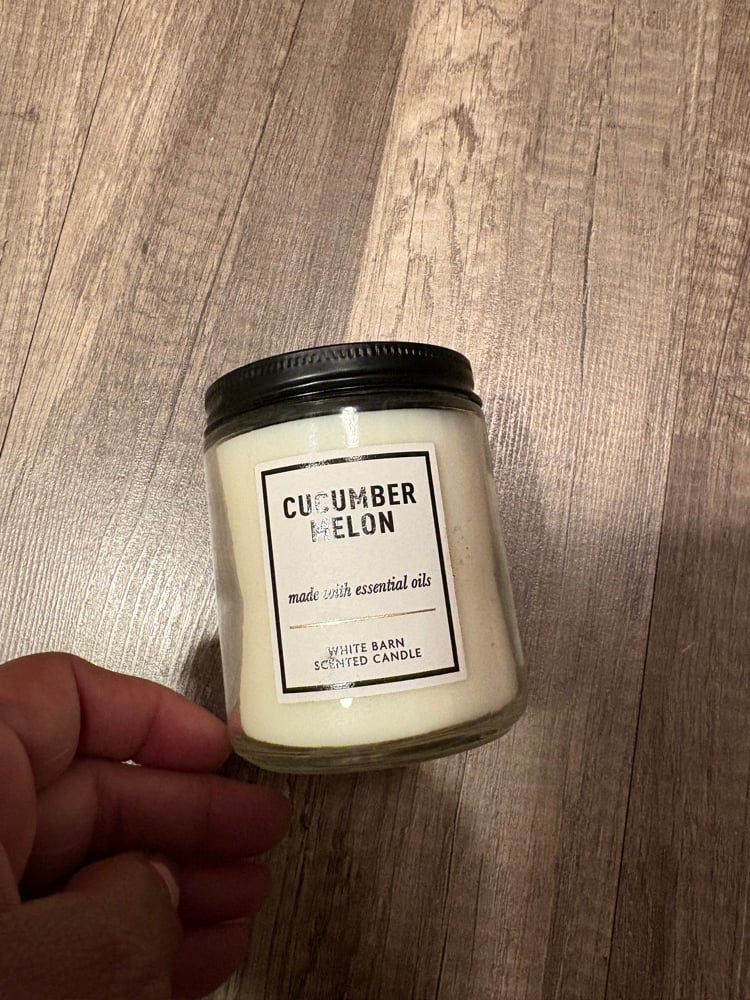 CUCUMBER
MELON
made with essential oils
WHITE BARN
SCENTED CANDLE